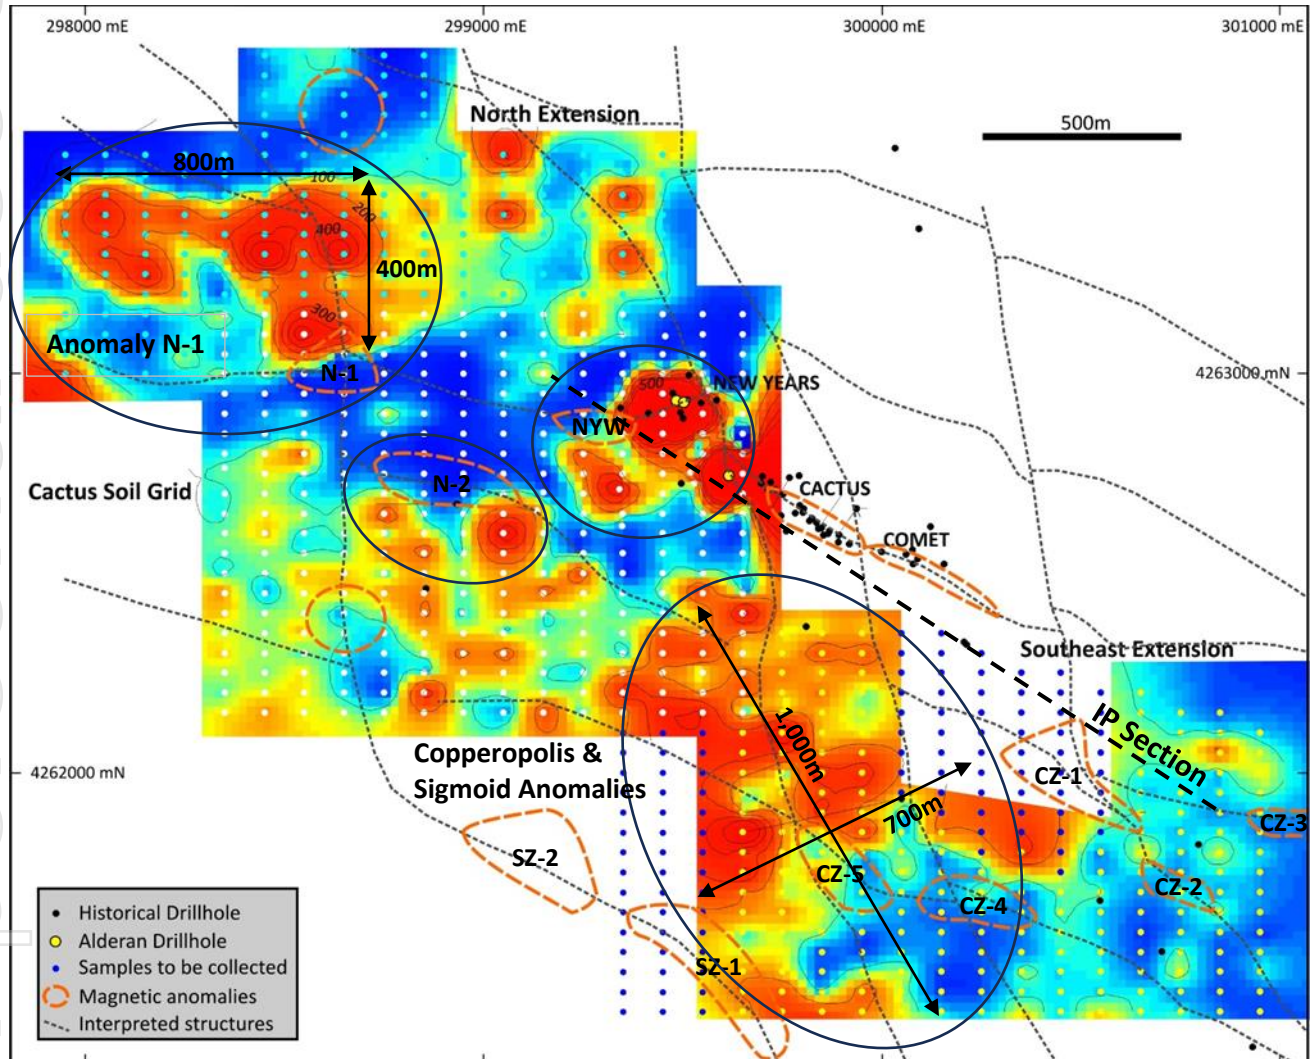 298000 mE
299000 mE
300000 mE
301000 mE
North Extension
500m
800m
100
200
400
400m
300
Anomaly N-1
N-1
4263000 mN
500
NEW YEARS
NYW
N-2
Cactus Soil Grid
CACTUS
COMET
Southeast Extension
IP Section
1,000m
700m
Copperopolis &
Sigmoid Anomalies
4262000 mN
CZ-1
CZ-3
SZ-2
CZ-5
CZ-2
CZ-4
SZ-1
Historical Drillhole
Alderan Drillhole
Samples to be collected
Magnetic anomalies
Interpreted structures